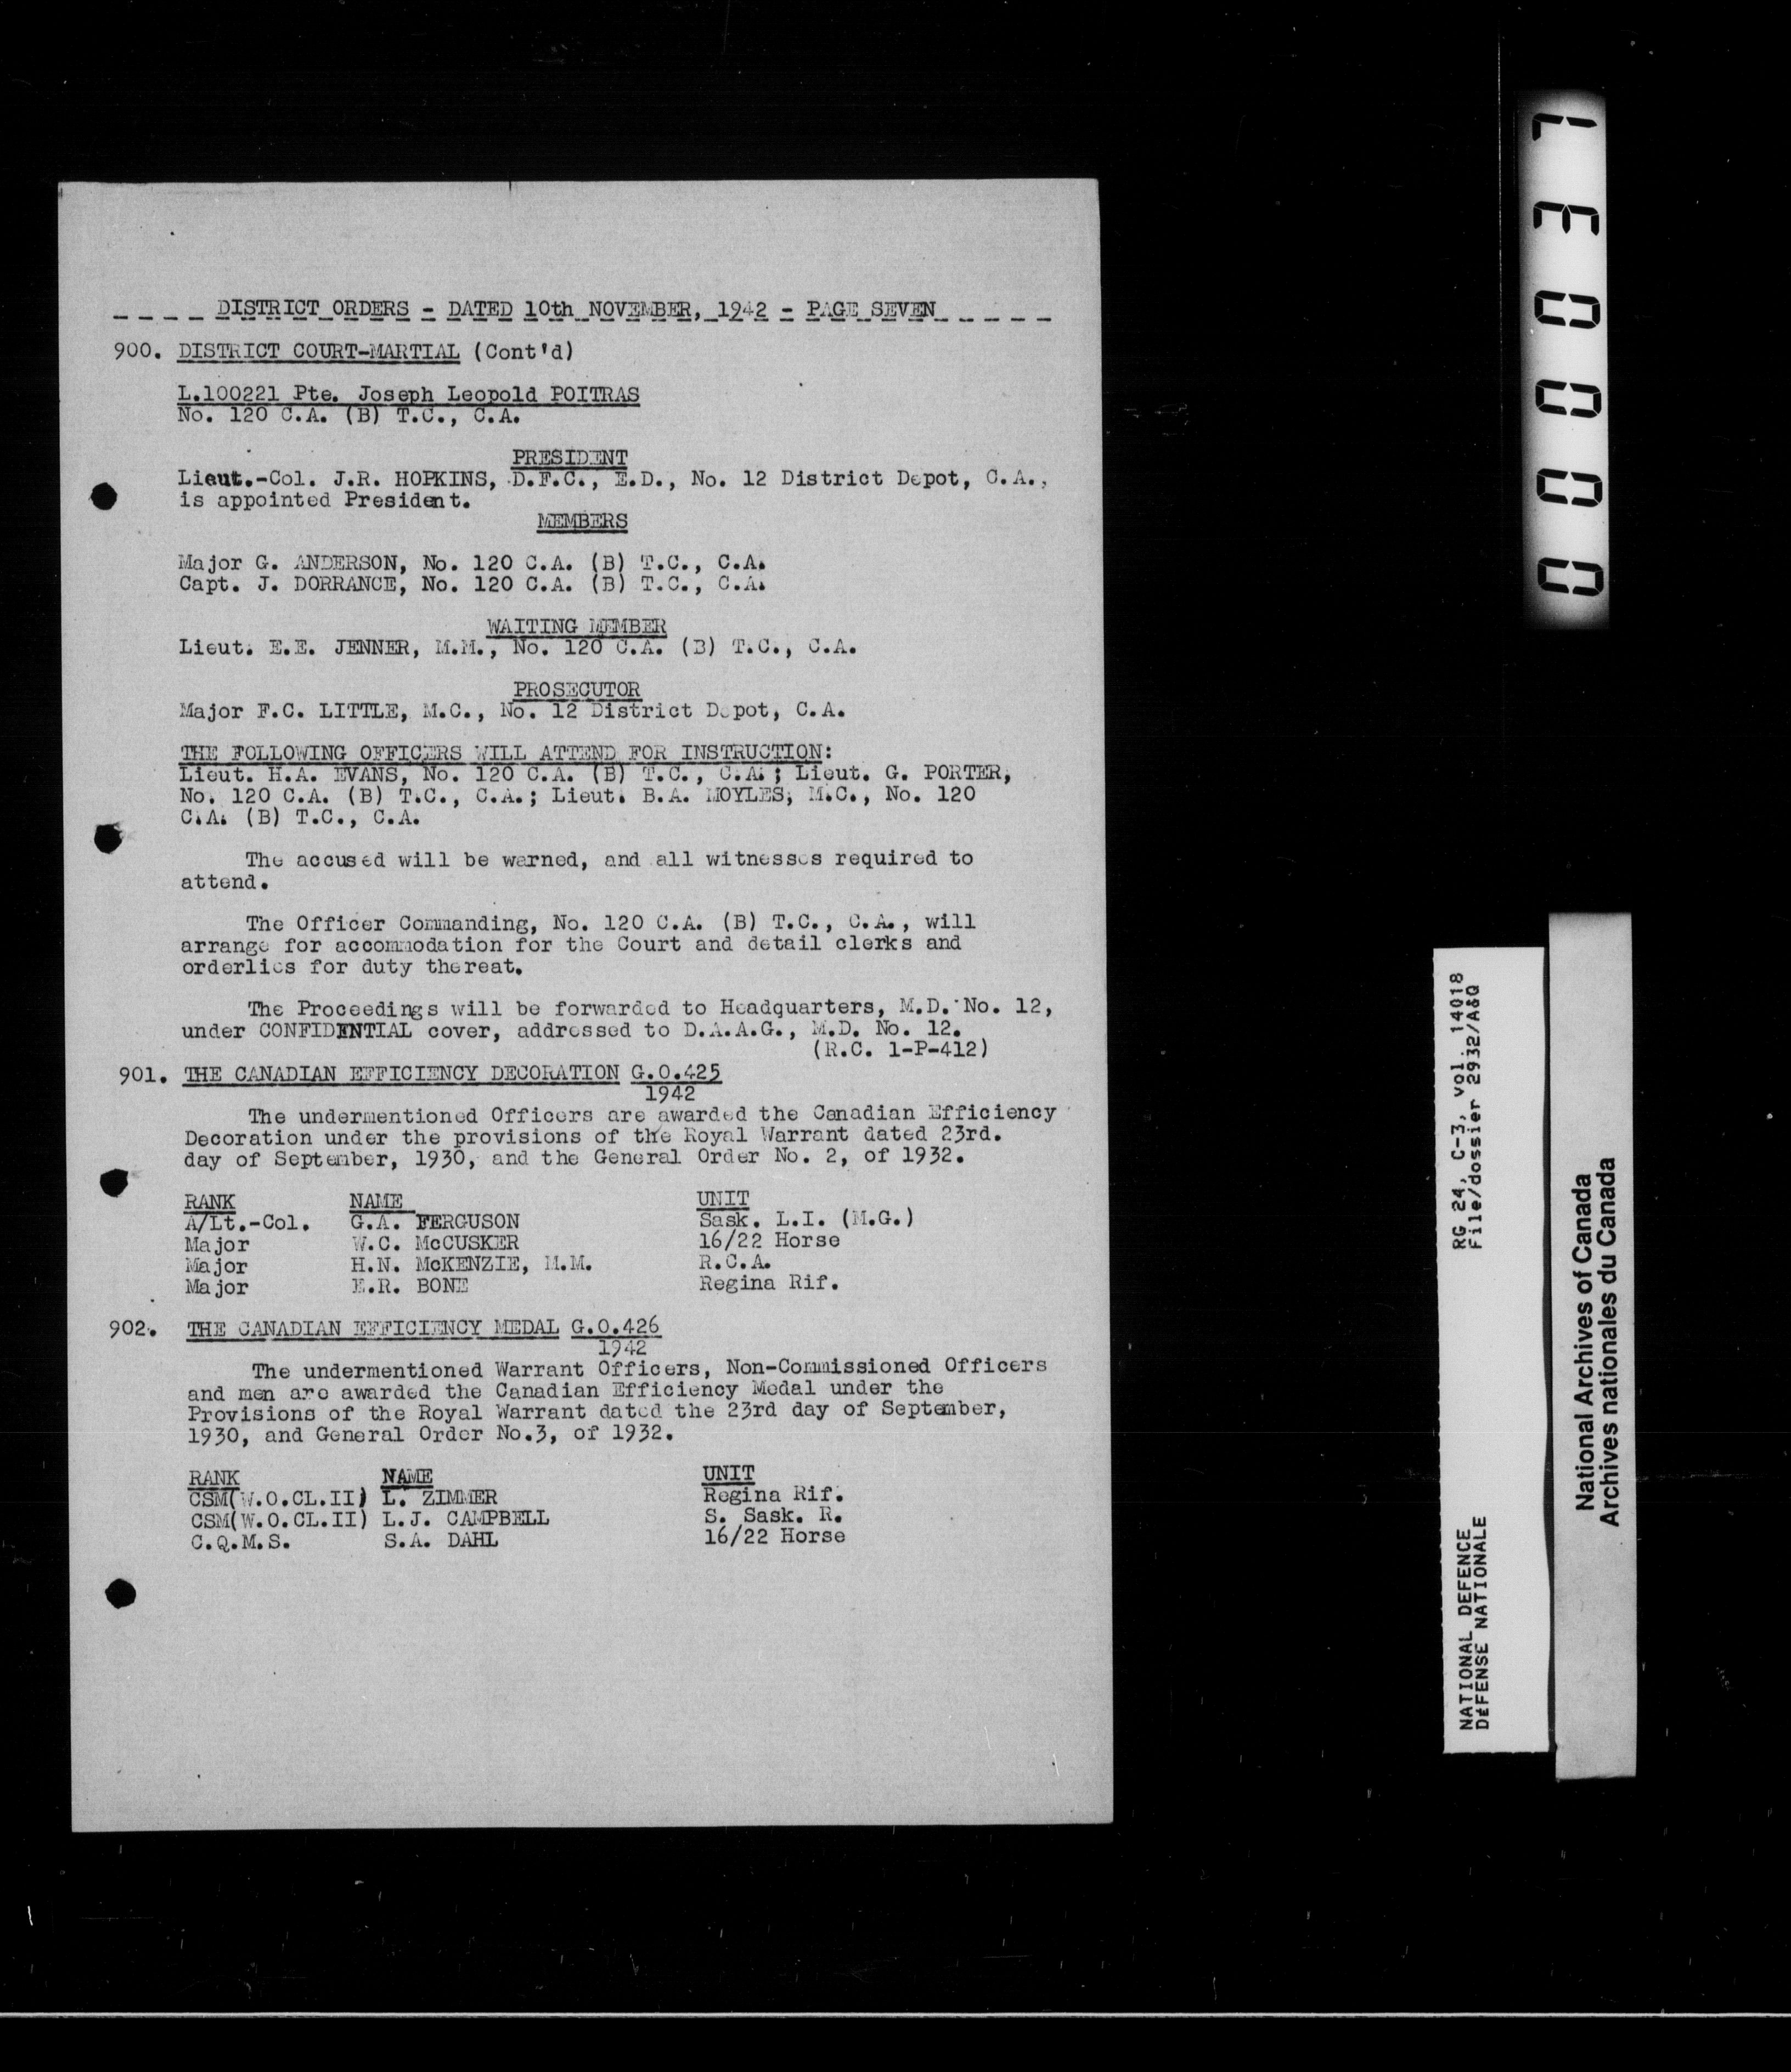 DISTRICT ORDERS - DATED 10th NOVEMBER, 1942 - PAGE SEVEN
900. DISTRICT COURT-MARTIAL (Cont'd)
L.100221 Pte. Joseph Leopold POITRAS
No. 120 C.A. (B) T.C., C.A.
PRESIDENT
Lieut.-Col. J.R. HOPKINS, D.F.C., E.D., No. 12 District Depot, C.A.,
is appointed President.
MEMBERS
Major G. ANDERSON, No. 120 C.A. (B) T.C., C.A.
Capt. J. DORRANCE, No. 120 C.A. (B) T.C., C.A.
WAITING MEMBER
Lieut. E.E. JENNER, M.M., No. 120 C.A. (B) T.C., C.A.
PROSECUTOR
Major F.C. LITTLE, M.C., No. 12 District Depot, C.A.
THE FOLLOWING OFFICERS WILL ATTEND FOR INSTRUCTION:
Lieut. H.A. EVANS, No. 120 C.A. (B) T.C., C.A.; Lieut. G. PORTER,
No. 120 C.A. (B) T.C., C.A.; Lieut. B.A. MOYLES, M.C., No. 120
C.A. (B) T.C., C.A.
The accused will be warned, and all witnesses required to
attend.
The Officer Commanding, No. 120 C.A. (B) T.C., C.A., will
arrange for accommodation for the Court and detail clerks and
orderlies for duty thereat.
The Proceedings will be forwarded to Headquarters, M.D. No. 12,
under CONFIDENTIAL cover, addressed to D.A.A.G., M.D. No. 12.
(R.C. 1-P-412)
901. THE CANADIAN EFFICIENCY DECORATION G.O.425
1942
The undermentioned Officers are awarded the Canadian Efficiency
Decoration under the provisions of the Royal Warrant dated 23rd.
day of September, 1930, and the General Order No. 2, of 1932.
RANK NAME UNIT
A/Lt.-Col. G.A. FERGUSON Sask. L.I. (M.G.)
Major W.C. McCUSKER 16/22 Horse
Major H.N. McKENZIE, M.M. R.C.A.
Major E.R. BONE Regina Rif.
902. THE CANADIAN EFFICIENCY MEDAL G.O.426
1942
The undermentioned Warrant Officers, Non-Commissioned Officers
and men are awarded the Canadian Efficiency Medal under the
Provisions of the Royal Warrant dated the 23rd day of September,
1930, and General Order No.3, of 1932.
RANK NAME UNIT
CSM(W.O.CL.II) L. ZIMMER Regina Rif.
CSM(W.O.CL.II) L.J. CAMPBELL S. Sask. R.
C.Q.M.S. S.A. DAHL 16/22 Horse
000037
NATIONAL DEFENCE RG 24, C-3, vol. 14018
DÉFENSE NATIONALE File/dossier 2932/A&Q
National Archives of Canada
Archives nationales du Canada